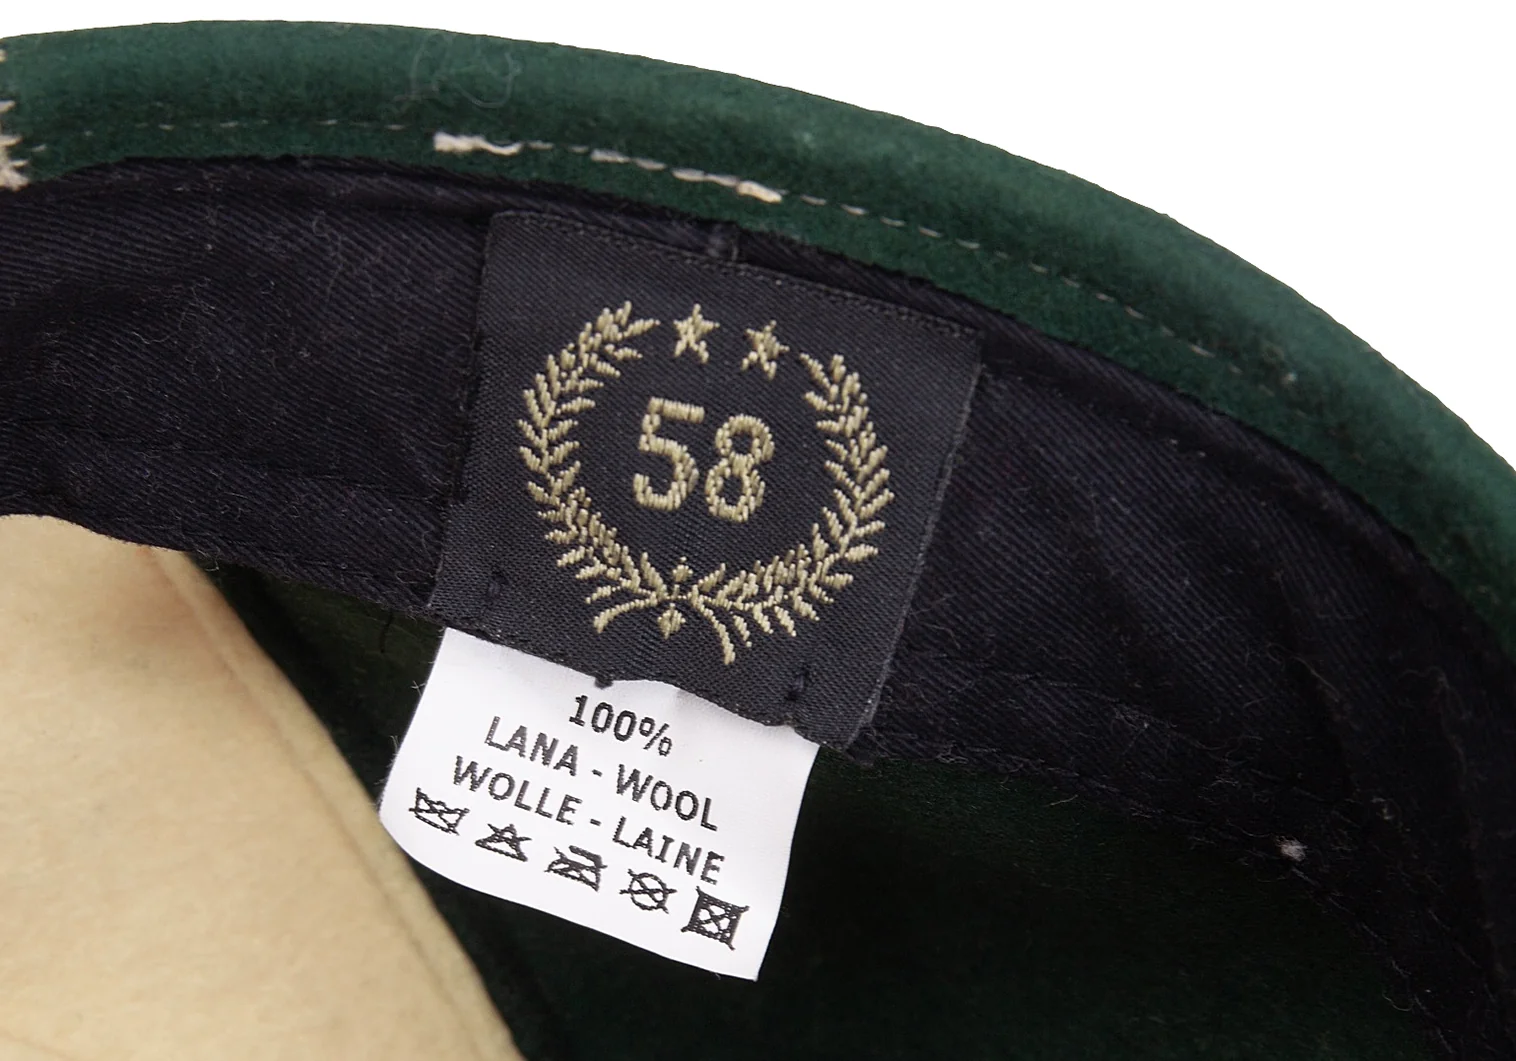 58
100%
LANA - WOOL
WOLLE - LAINE